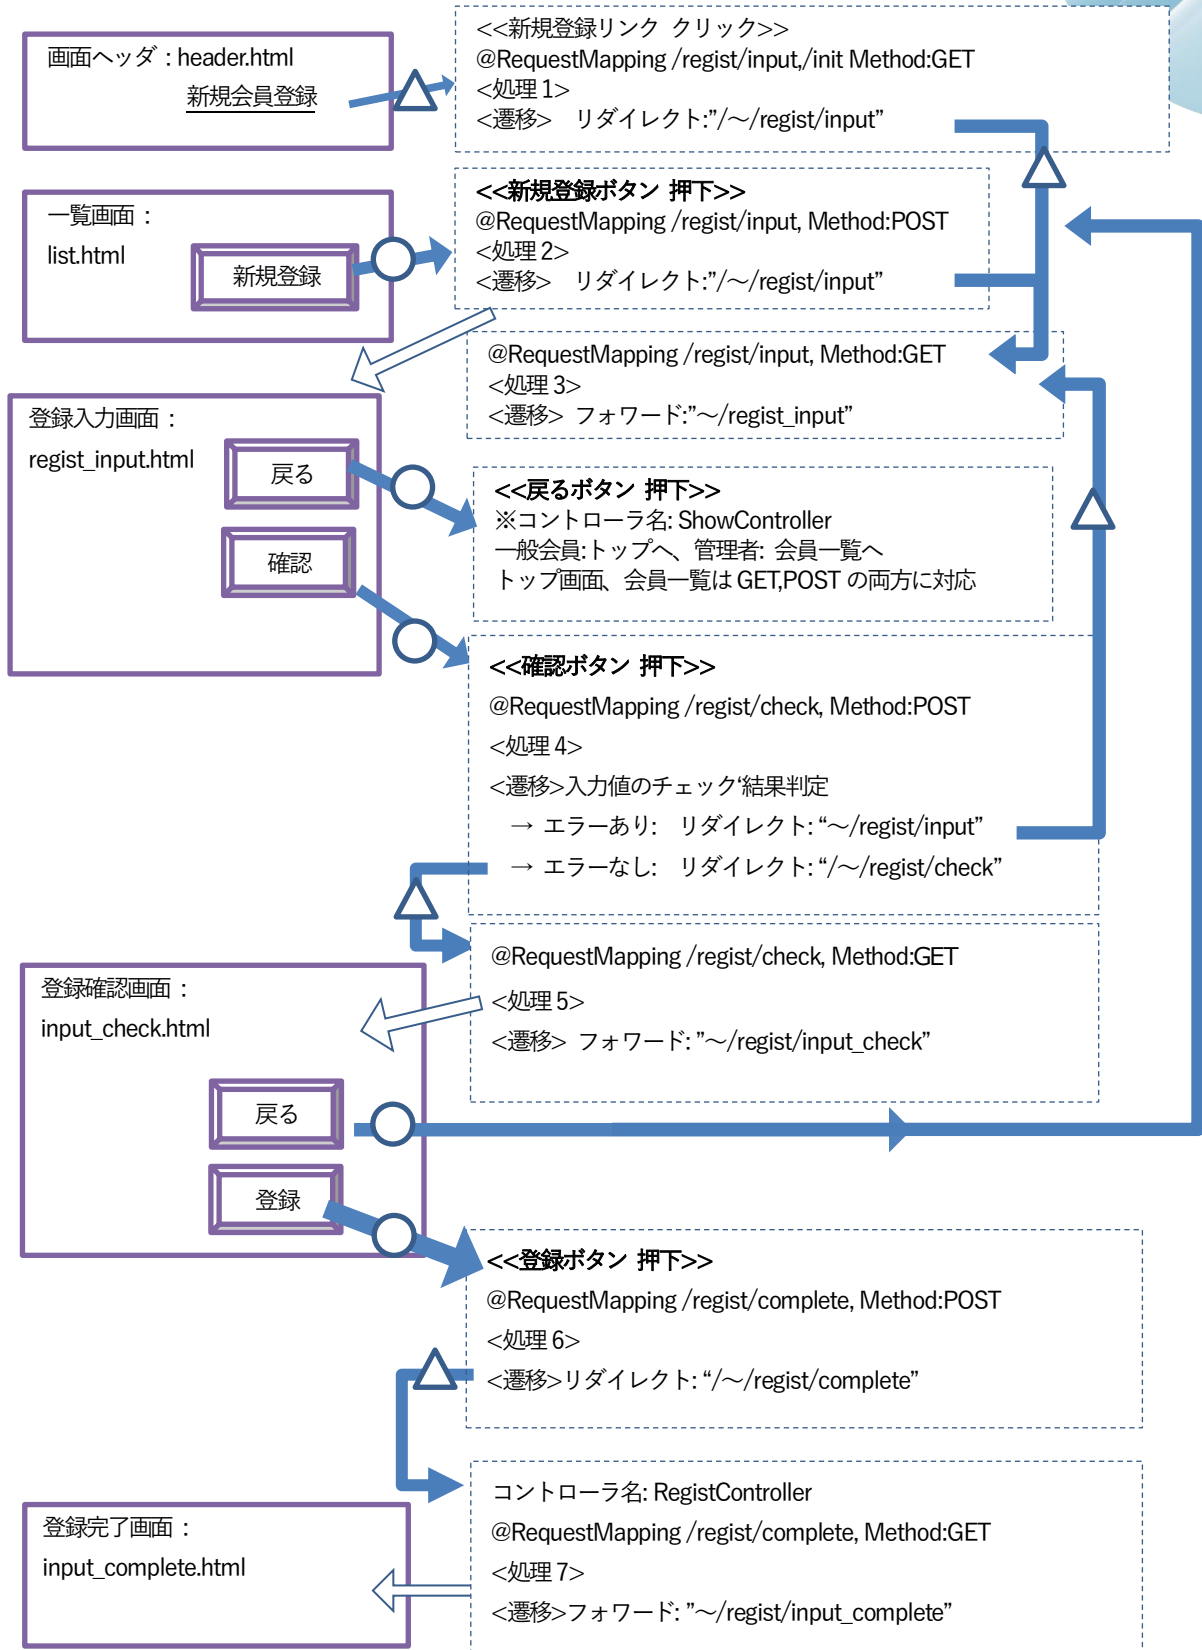 画面ヘッダ：header.html
新規会員登録
<<新規登録リンク クリック>>
@RequestMapping /regist/input,/init Method:GET
<処理1>
<遷移>　リダイレクト:”/～/regist/input”
一覧画面：
list.html
新規登録
<<新規登録ボタン 押下>>
@RequestMapping /regist/input, Method:POST
<処理2>
<遷移>　リダイレクト:”/～/regist/input”
@RequestMapping /regist/input, Method:GET
<処理3>
<遷移> フォワード:”～/regist_input”
登録入力画面：
regist_input.html
戻る
確認
<<戻るボタン 押下>>
※コントローラ名: ShowController
一般会員:トップへ、管理者: 会員一覧へ
トップ画面、会員一覧は GET,POST の両方に対応
<<確認ボタン 押下>>
@RequestMapping /regist/check, Method:POST
<処理4>
<遷移>入力値のチェック‘結果判定
→ エラーあり:　リダイレクト: “～/regist/input”
→ エラーなし:　リダイレクト: “/～/regist/check”
@RequestMapping /regist/check, Method:GET
<処理5>
<遷移> フォワード: ”～/regist/input_check”
登録確認画面：
input_check.html
戻る
登録
<<登録ボタン 押下>>
@RequestMapping /regist/complete, Method:POST
<処理6>
<遷移>リダイレクト: “/～/regist/complete”
コントローラ名: RegistController
@RequestMapping /regist/complete, Method:GET
<処理7>
<遷移>フォワード: ”～/regist/input_complete”
登録完了画面：
input_complete.html